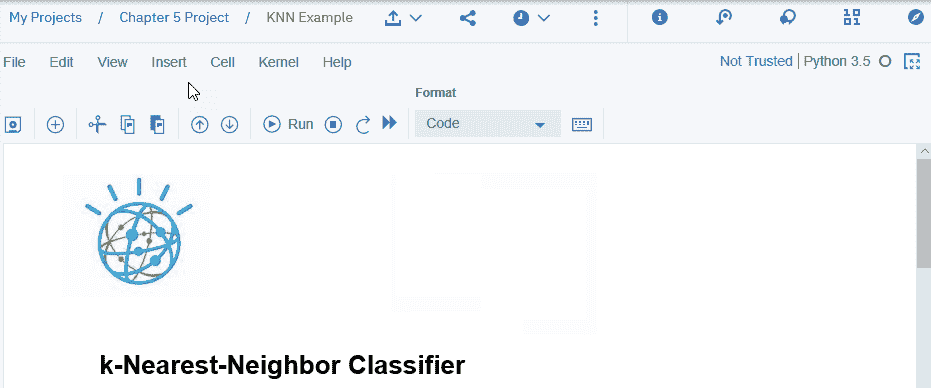 My Projects / Chapter 5 Project / KNN Example
File Edit View Insert Cell Kernel Help Not Trusted | Python 3.5
Format
Run Code
k-Nearest-Neighbor Classifier